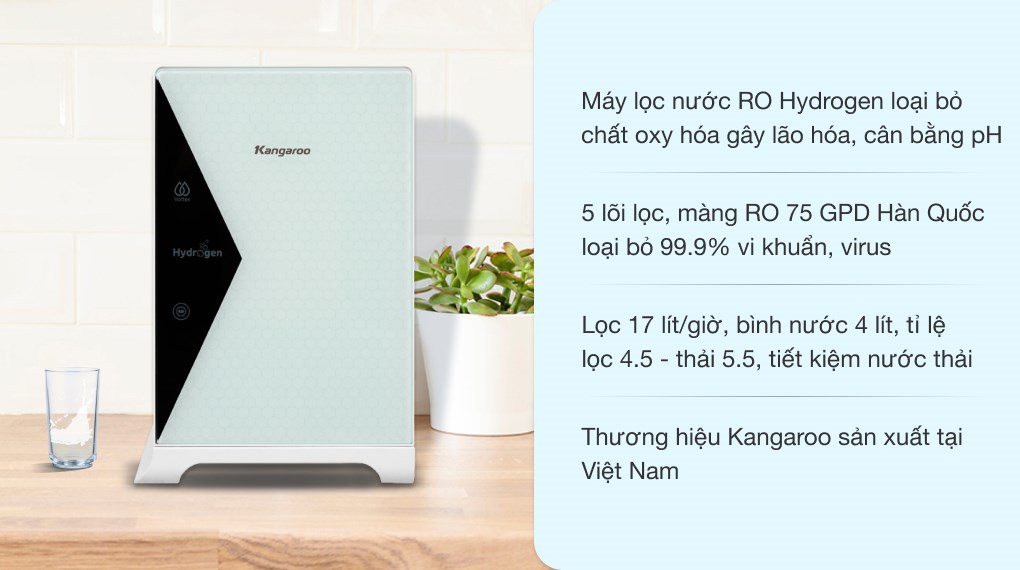 Kangaroo
Vortex
Hydrogen
Máy lọc nước RO Hydrogen loại bỏ
chất oxy hóa gây lão hóa, cân bằng pH
5 lõi lọc, màng RO 75 GPD Hàn Quốc
loại bỏ 99.9% vi khuẩn, virus
Lọc 17 lít/giờ, bình nước 4 lít, tỉ lệ
lọc 4.5 - thải 5.5, tiết kiệm nước thải
Thương hiệu Kangaroo sản xuất tại
Việt Nam